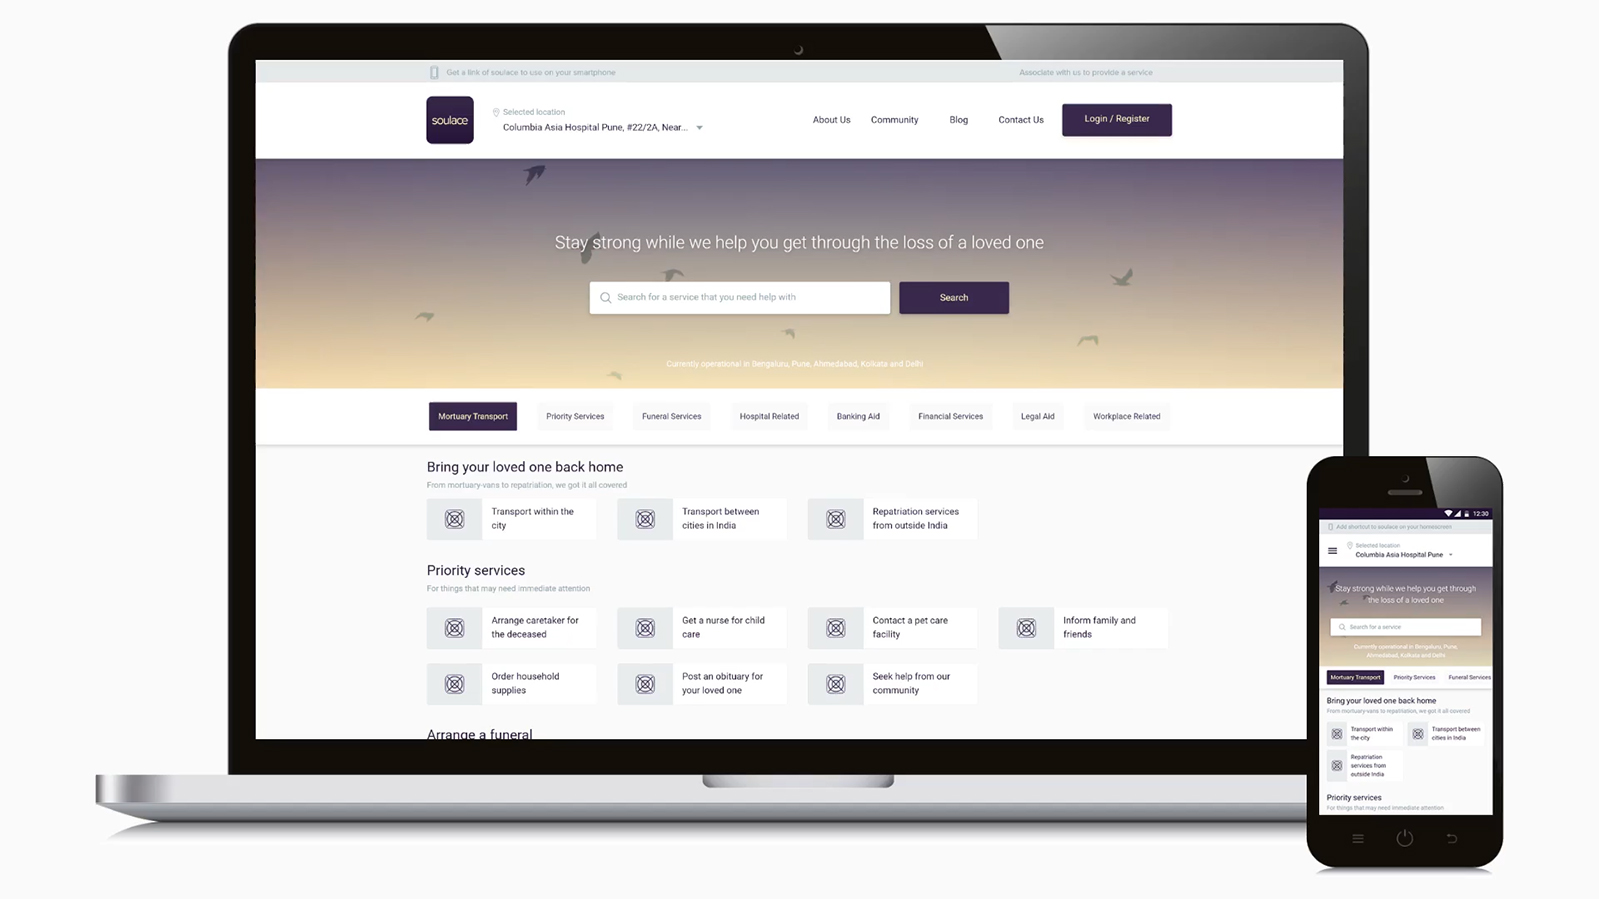 Get a link of soulace to use on your smartphone
Associate with us to provide a service
soulace
Selected location
Columbia Asia Hospital Pune, #22/2A, Near...
About Us
Community
Blog
Contact Us
Login / Register
Stay strong while we help you get through the loss of a loved one
Search for a service that you need help with
Search
Currently operational in Bengaluru, Pune, Ahmedabad, Kolkata and Delhi
Mortuary Transport
Priority Services
Funeral Services
Hospital Related
Banking Aid
Financial Services
Legal Aid
Workplace Related
Bring your loved one back home
From mortuary-vans to repatriation, we got it all covered
Transport within the
city
Transport between
cities in India
Repatriation services
from outside India
Priority services
For things that may need immediate attention
Arrange caretaker for
the deceased
Get a nurse for child
care
Contact a pet care
facility
Inform family and
friends
Order household
supplies
Post an obituary for
your loved one
Seek help from our
community
Arrange a funeral
12:30
Add shortcut to soulace on your homescreen
Selected location
Columbia Asia Hospital Pune
Stay strong while we help you get through
the loss of a loved one
Search for a service
Currently operational in Bengaluru, Pune,
Ahmedabad, Kolkata and Delhi
Mortuary Transport
Priority Services
Funeral Services
Bring your loved one back home
From mortuary-vans to repatriation, we got it all covered
Transport within
the city
Transport between
cities in India
Repatriation
services from
outside India
Priority services
For things that may need immediate attention